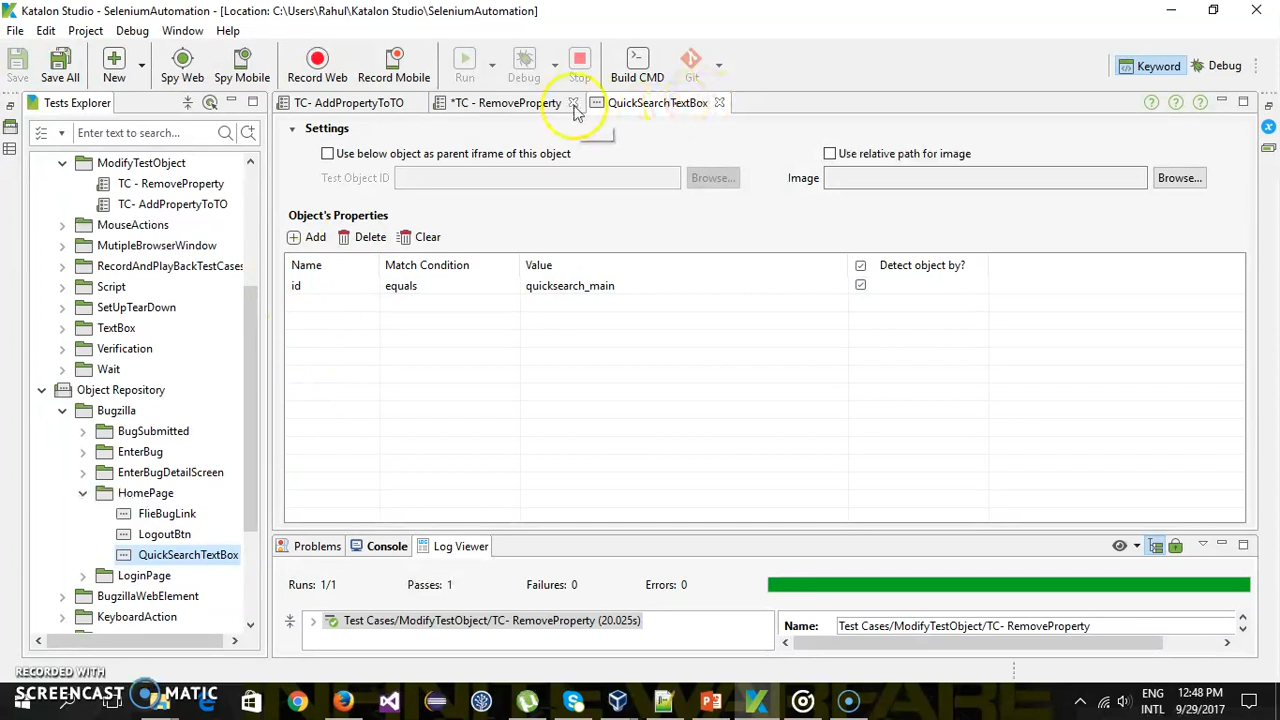 Katalon Studio - SeleniumAutomation - [Location: C:\Users\Rahul\Katalon Studio\SeleniumAutomation]
File Edit Project Debug Window Help
Save Save All New Spy Web Spy Mobile Record Web Record Mobile Run Debug Stop Build CMD Git Keyword Debug
Tests Explorer TC- AddPropertyToTO *TC - RemoveProperty QuickSearchTextBox
Enter text to search... Settings
Use below object as parent iframe of this object Use relative path for image
Test Object ID Browse... Image Browse...
ModifyTestObject
TC - RemoveProperty
TC- AddPropertyToTO
MouseActions
MutipleBrowserWindow
RecordAndPlayBackTestCases
Script
SetUpTearDown
TextBox
Verification
Wait
Object Repository
Bugzilla
BugSubmitted
EnterBug
EnterBugDetailScreen
HomePage
FlieBugLink
LogoutBtn
QuickSearchTextBox
LoginPage
BugzillaWebElement
KeyboardAction
Object's Properties
Add Delete Clear
Name Match Condition Value Detect object by?
id equals quicksearch_main
Problems Console Log Viewer
Runs: 1/1 Passes: 1 Failures: 0 Errors: 0
Test Cases/ModifyTestObject/TC- RemoveProperty (20.025s) Name: Test Cases/ModifyTestObject/TC- RemoveProperty
RECORDED WITH
SCREENCAST MATIC
ENG 12:48 PM
INTL 9/29/2017